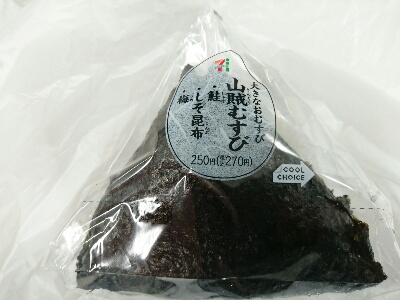 7
大きなおむすび
山賊むすび
・鮭
・しそ昆布
・梅
250円(税込270円)
COOL
CHOICE